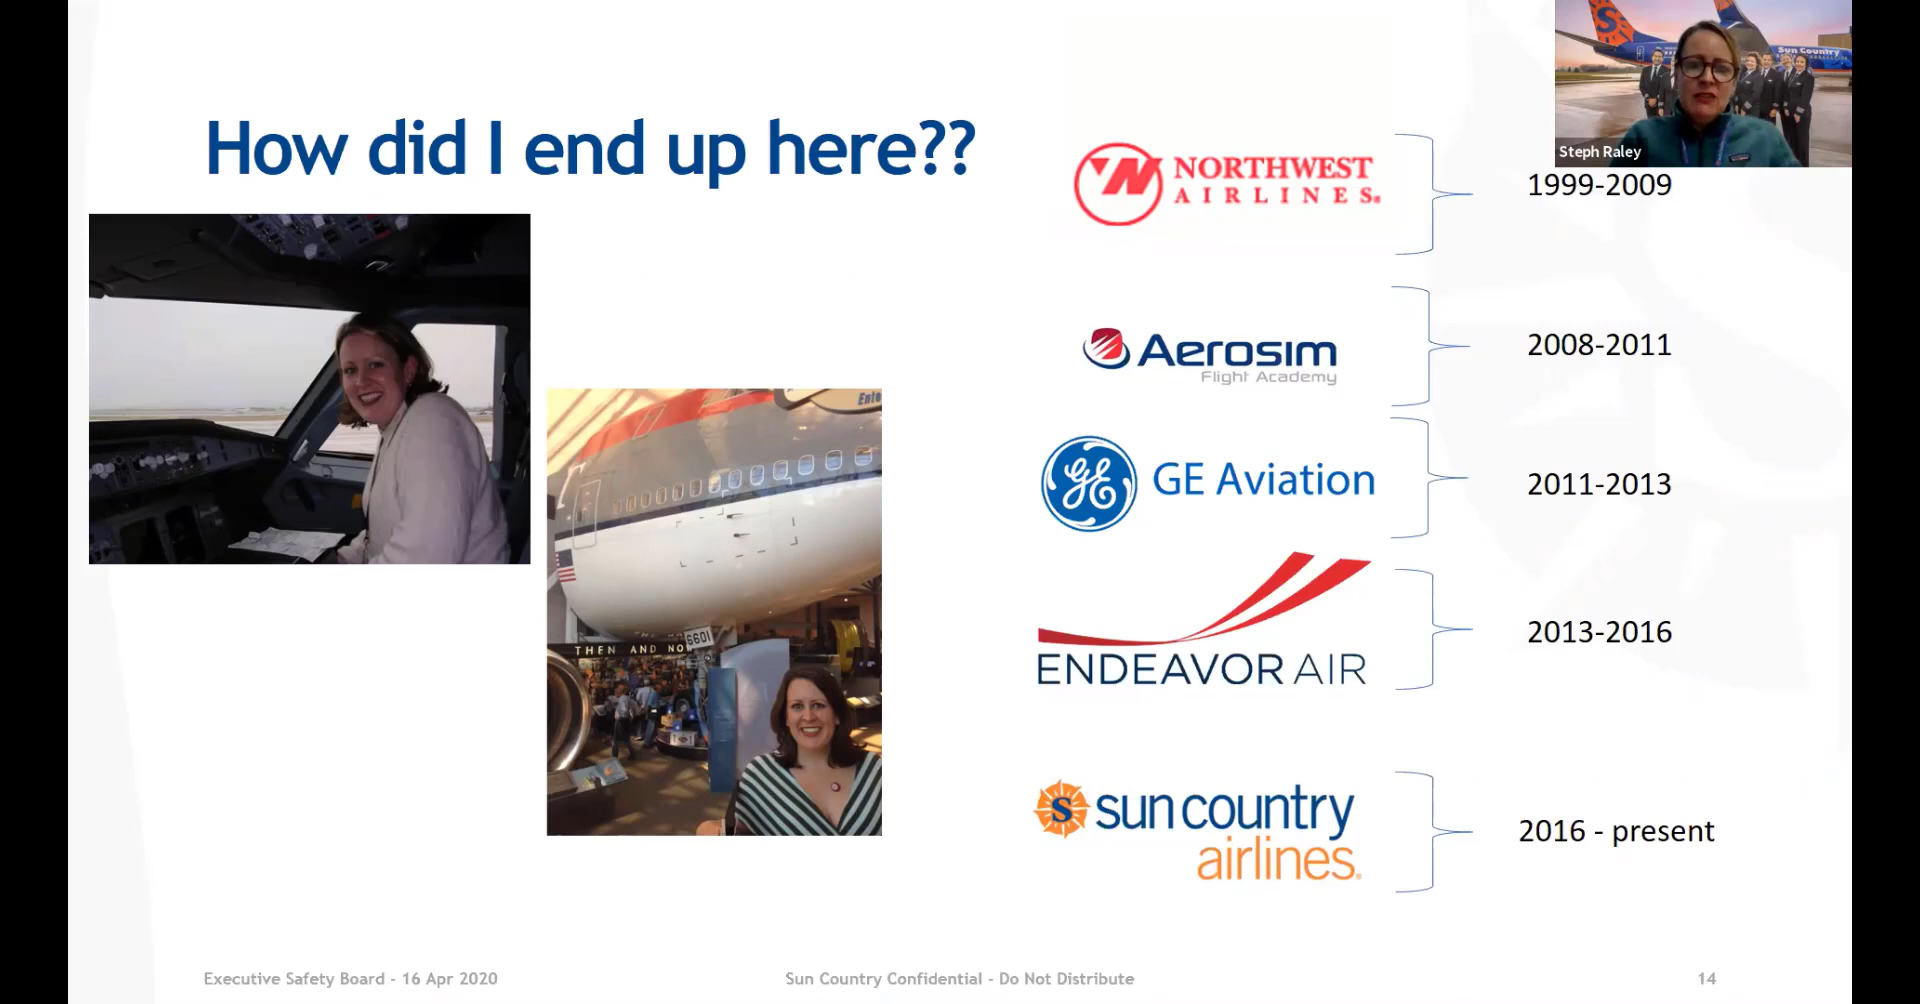 How did I end up here??
NORTHWEST
AIRLINES®
1999-2009
Sun Country
Steph Raley
Aerosim
Flight Academy
2008-2011
GE
GE Aviation
2011-2013
ENDEAVOR AIR
2013-2016
S
sun country
airlines®
2016 - present
Ente
6601
THEN AND NOW
Executive Safety Board - 16 Apr 2020
Sun Country Confidential - Do Not Distribute
14